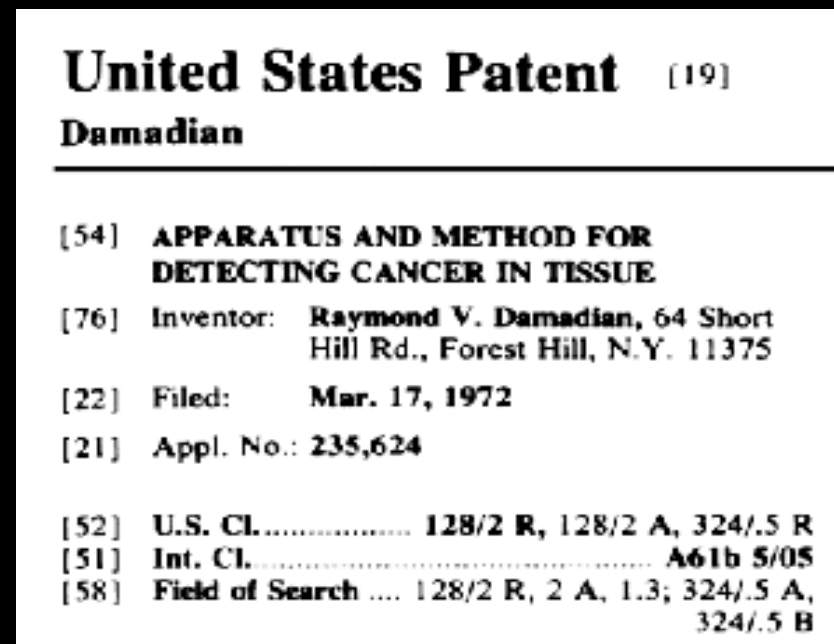 United States Patent [19]
Damadian
[54] APPARATUS AND METHOD FOR
DETECTING CANCER IN TISSUE
[76] Inventor: Raymond V. Damadian, 64 Short
Hill Rd., Forest Hill, N.Y. 11375
[22] Filed: Mar. 17, 1972
[21] Appl. No.: 235,624
[52] U.S. Cl. ................. 128/2 R, 128/2 A, 324/.5 R
[51] Int. Cl. ........................................... A61b 5/05
[58] Field of Search .... 128/2 R, 2 A, 1.3; 324/.5 A,
324/.5 B